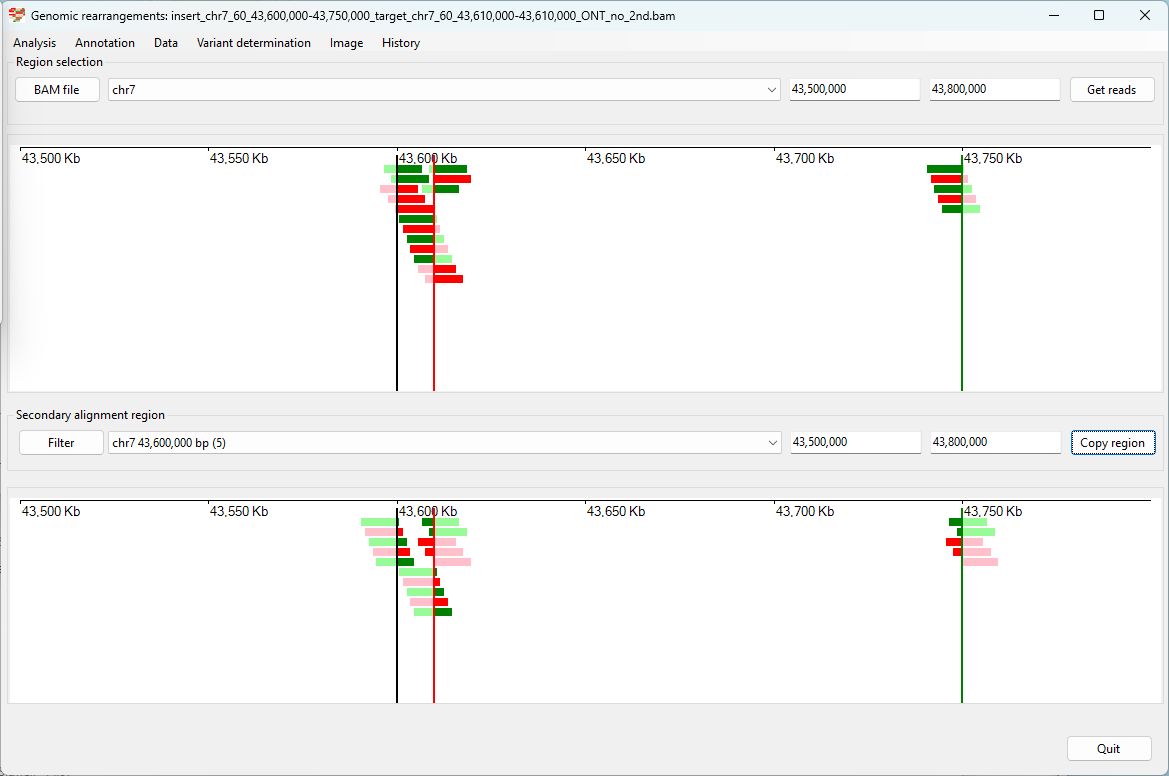 Genomic rearrangements: insert_chr7_60_43,600,000-43,750,000_target_chr7_60_43,610,000-43,610,000_ONT_no_2nd.bam
Analysis Annotation Data Variant determination Image History
Region selection
BAM file chr7 43,500,000 43,800,000 Get reads
43,500 Kb 43,550 Kb 43,600 Kb 43,650 Kb 43,700 Kb 43,750 Kb
Secondary alignment region
Filter chr7 43,600,000 bp (5) 43,500,000 43,800,000 Copy region
43,500 Kb 43,550 Kb 43,600 Kb 43,650 Kb 43,700 Kb 43,750 Kb
Quit